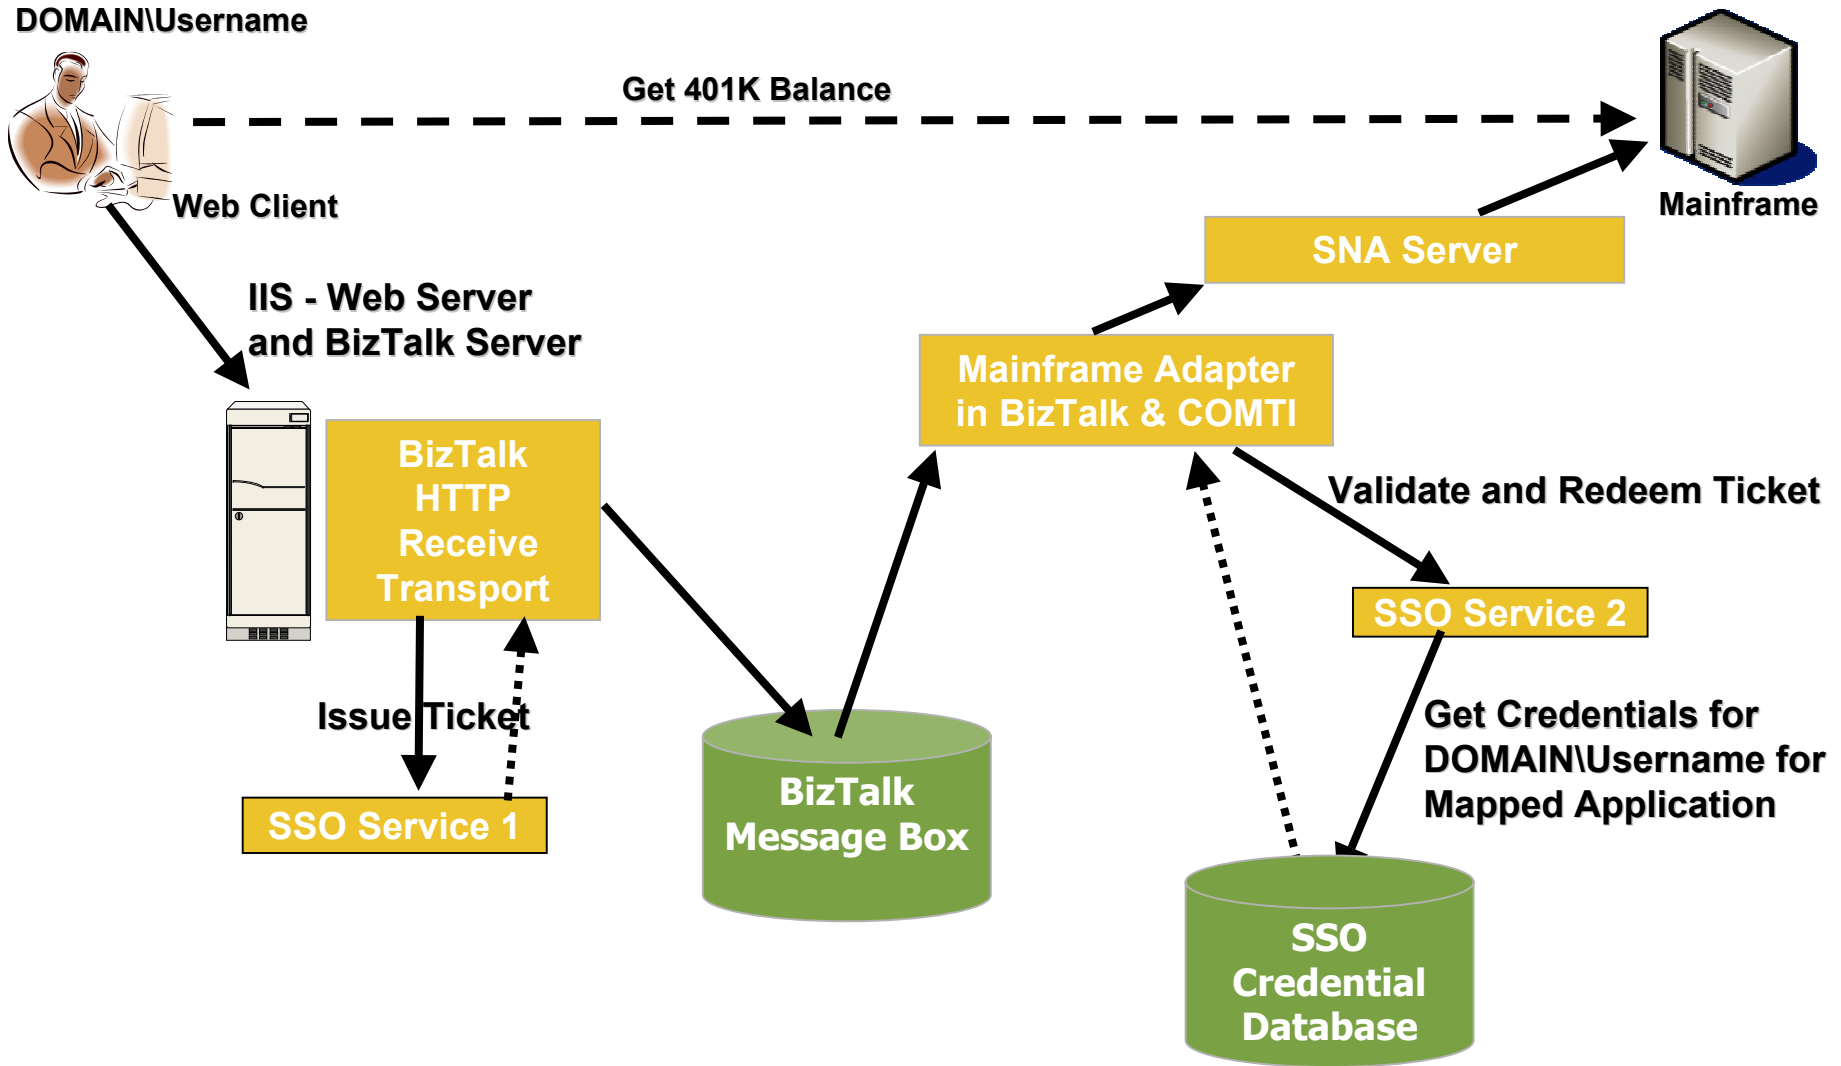 DOMAIN\Username
Get 401K Balance
Web Client
Mainframe
SNA Server
IIS - Web Server
and BizTalk Server
Mainframe Adapter
in BizTalk & COMTI
BizTalk
HTTP
Receive
Transport
Validate and Redeem Ticket
SSO Service 2
Issue Ticket
SSO Service 1
BizTalk
Message Box
Get Credentials for
DOMAIN\Username for
Mapped Application
SSO
Credential
Database